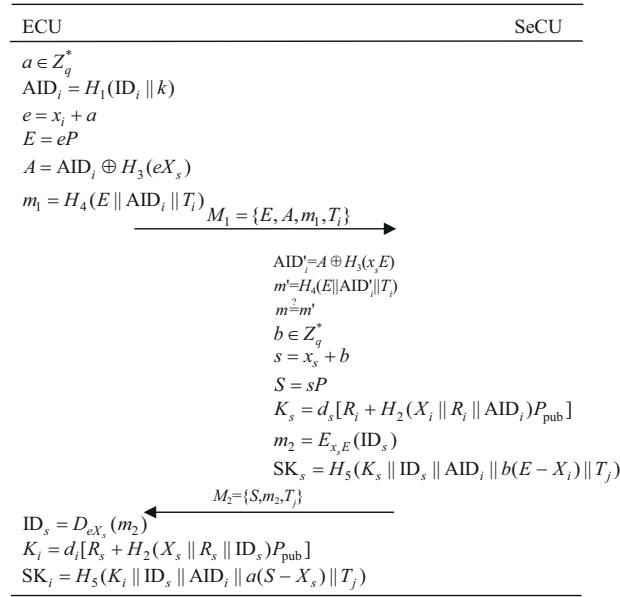 ECU SeCU
a ∈ Z_q^*
AID_i = H_1(ID_i || k)
e = x_i + a
E = eP
A = AID_i ⊕ H_3(eX_s)
m_1 = H_4(E || AID_i || T_i)
M_1 = {E, A, m_1, T_i}
AID'_i=A ⊕ H_3(x_sE)
m'=H_4(E||AID'_i||T_i)
m≟m'
b ∈ Z_q^*
s = x_s + b
S = sP
K_s = d_s[R_i + H_2(X_i || R_i || AID_i)P_pub]
m_2 = E_{x_sE}(ID_s)
SK_s = H_5(K_s || ID_s || AID_i || b(E − X_i) || T_j)
M_2={S,m_2,T_j}
ID_s = D_{eX_s}(m_2)
K_i = d_i[R_s + H_2(X_s || R_s || ID_s)P_pub]
SK_i = H_5(K_i || ID_s || AID_i || a(S − X_s) || T_j)